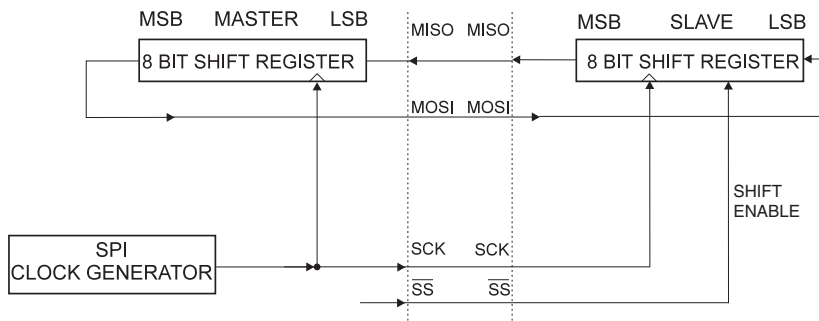 MSB MASTER LSB
MISO MISO
MSB SLAVE LSB
8 BIT SHIFT REGISTER
8 BIT SHIFT REGISTER
MOSI MOSI
SHIFT
ENABLE
SPI
CLOCK GENERATOR
SCK SCK
SS SS